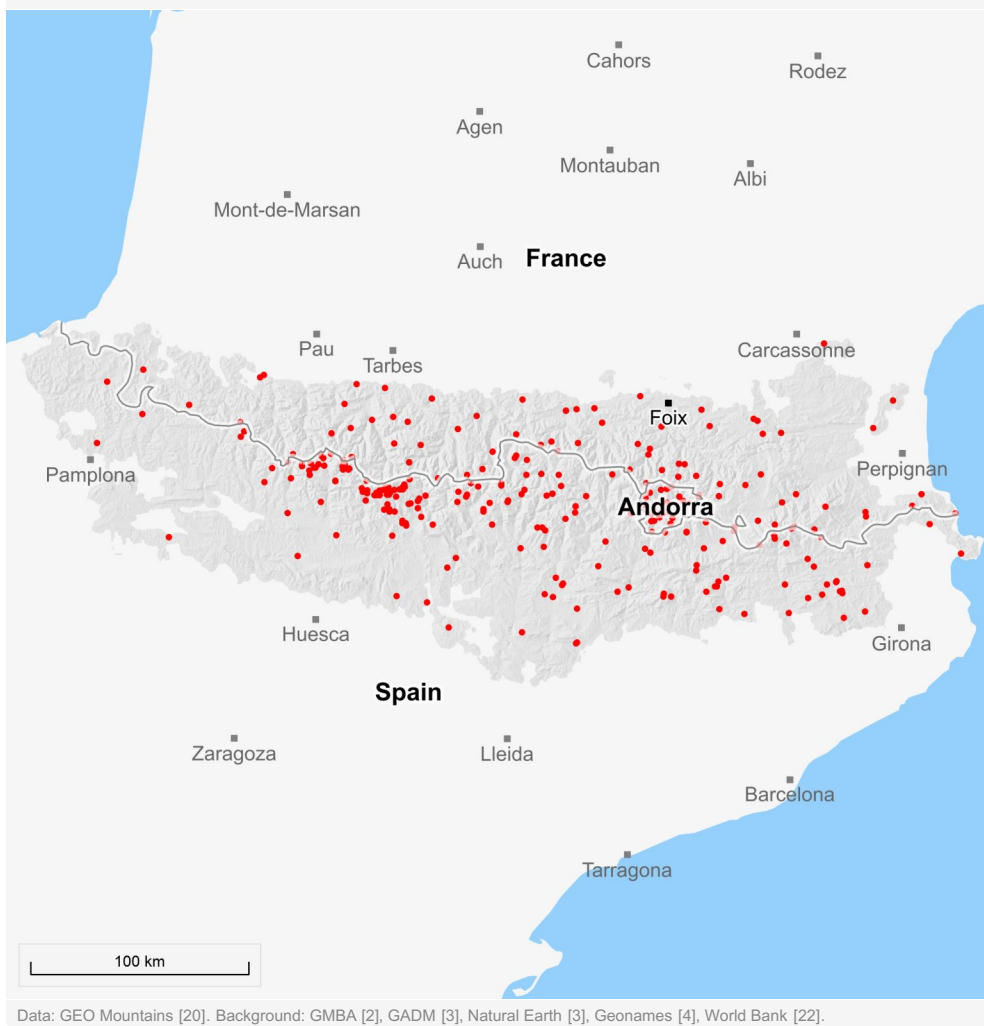 Cahors
Rodez
Agen
Montauban
Albi
Mont-de-Marsan
Auch
France
Pau
Tarbes
Carcassonne
Foix
Pamplona
Perpignan
Andorra
Huesca
Girona
Spain
Zaragoza
Lleida
Barcelona
Tarragona
100 km
Data: GEO Mountains [20]. Background: GMBA [2], GADM [3], Natural Earth [3], Geonames [4], World Bank [22].